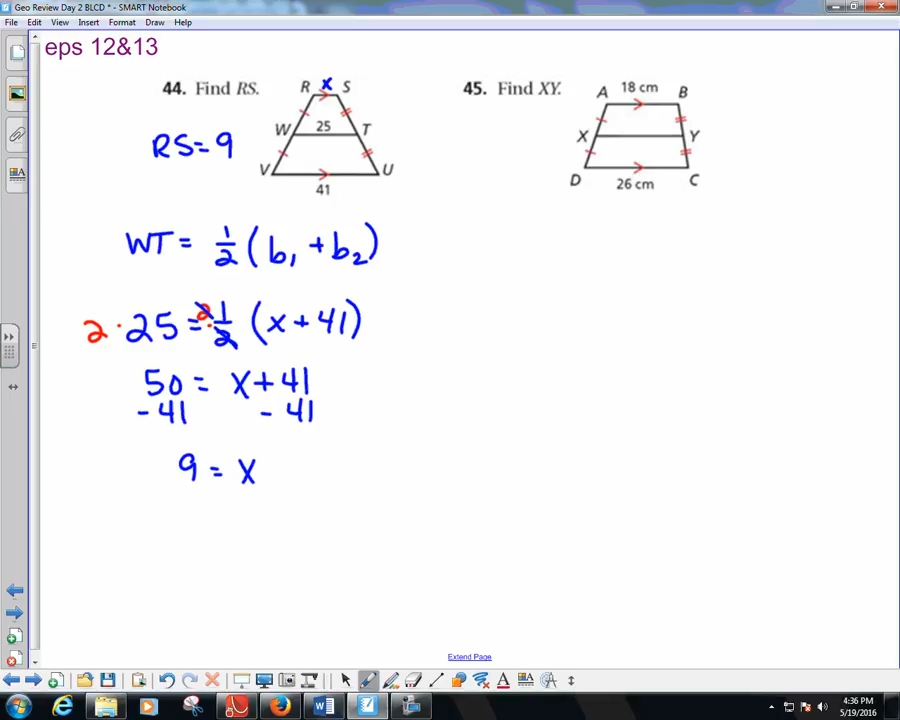 Geo Review Day 2 BLCD * - SMART Notebook
File Edit View Insert Format Draw Help
eps 12&13
44. Find RS.
R x S
W 25 T
V U
41
RS = 9
WT = 1/2 (b1 + b2)
2 · 25 = 2 · 1/2 (x + 41)
50 = x + 41
- 41 - 41
9 = x
45. Find XY.
18 cm
A B
X Y
D C
26 cm
Extend Page
4:36 PM
5/19/2016